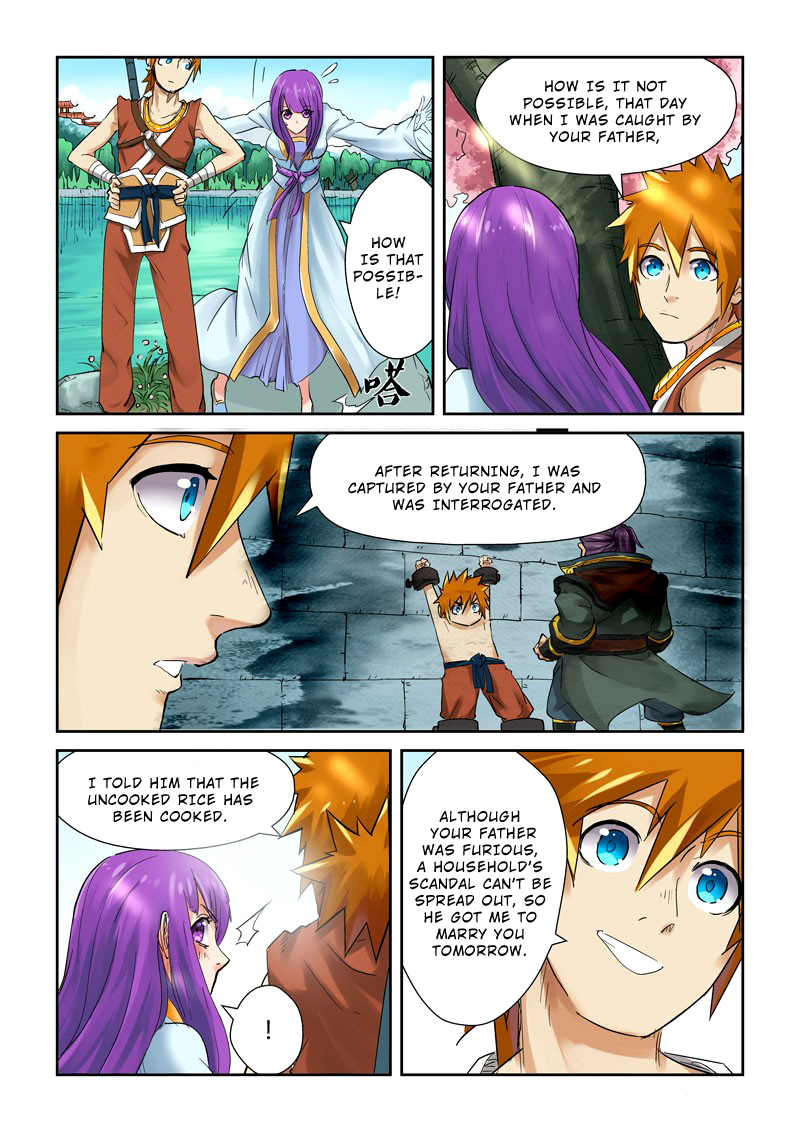 HOW
IS THAT
POSSIB-
LE!
嗒
HOW IS IT NOT
POSSIBLE, THAT DAY
WHEN I WAS CAUGHT BY
YOUR FATHER,
AFTER RETURNING, I WAS
CAPTURED BY YOUR FATHER AND
WAS INTERROGATED.
I TOLD HIM THAT THE
UNCOOKED RICE HAS
BEEN COOKED.
!
ALTHOUGH
YOUR FATHER
WAS FURIOUS,
A HOUSEHOLD'S
SCANDAL CAN'T BE
SPREAD OUT, SO
HE GOT ME TO
MARRY YOU
TOMORROW.